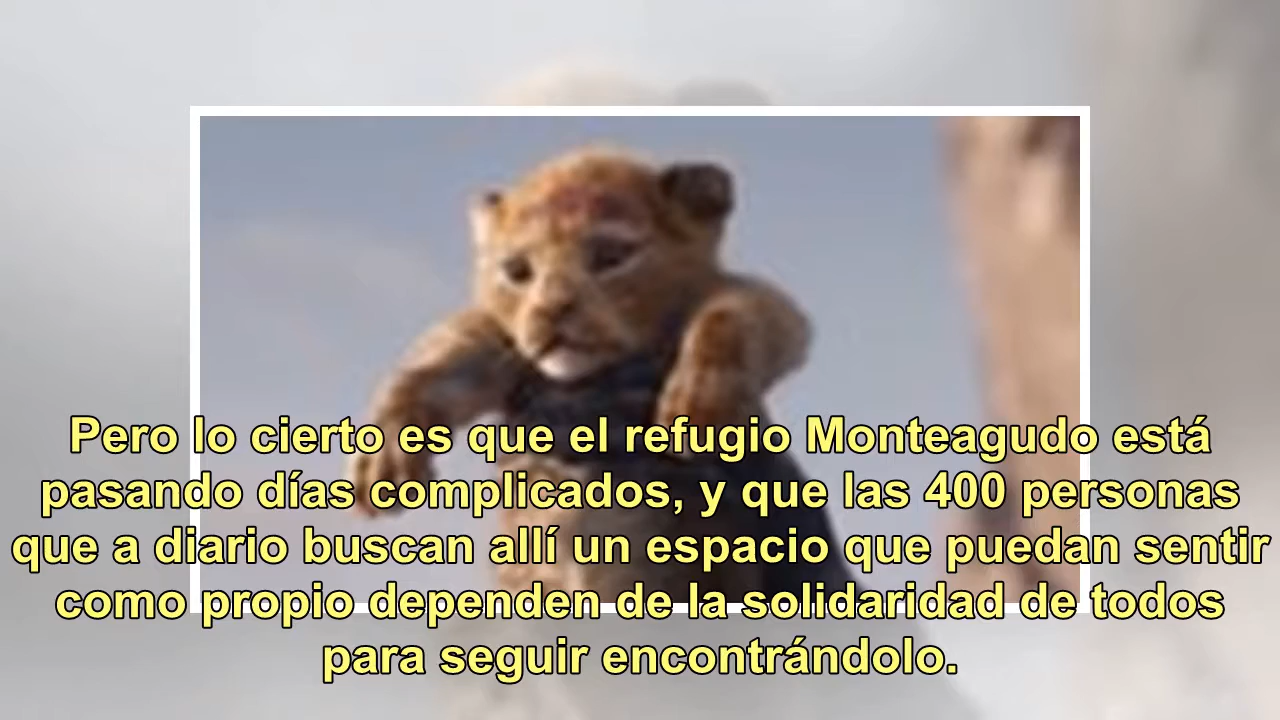 Pero lo cierto es que el refugio Monteagudo está
pasando días complicados, y que las 400 personas
que a diario buscan allí un espacio que puedan sentir
como propio dependen de la solidaridad de todos
para seguir encontrándolo.